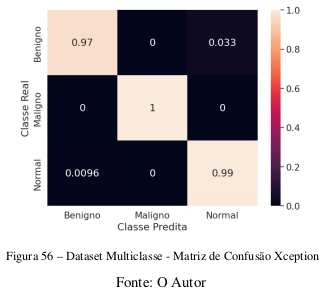 1.0
Benigno
0.97
0
0.033
0.8
Classe Real
Maligno
0
1
0
0.6
0.4
Normal
0.0096
0
0.99
0.2
0.0
Benigno
Maligno
Normal
Classe Predita
Figura 56 – Dataset Multiclasse - Matriz de Confusão Xception
Fonte: O Autor